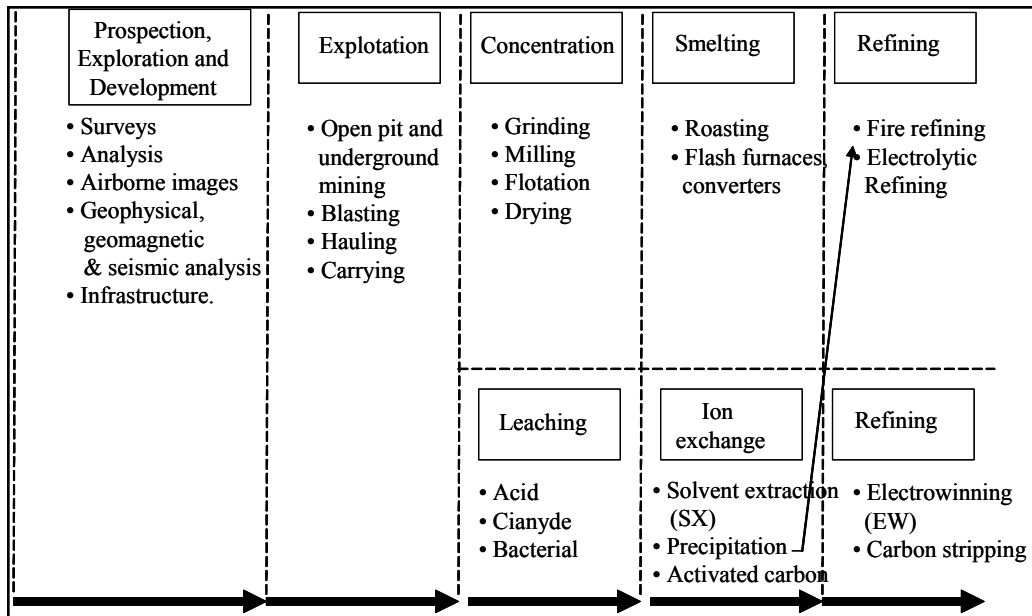 Prospection,
Exploration and
Development
• Surveys
• Analysis
• Airborne images
• Geophysical,
geomagnetic
& seismic analysis
• Infrastructure.
Explotation
• Open pit and
underground
mining
• Blasting
• Hauling
• Carrying
Concentration
• Grinding
• Milling
• Flotation
• Drying
Smelting
• Roasting
• Flash furnaces,
converters
Refining
• Fire refining
• Electrolytic
Refining
Leaching
• Acid
• Cianyde
• Bacterial
Ion
exchange
• Solvent extraction
(SX)
• Precipitation
• Activated carbon
Refining
• Electrowinning
(EW)
• Carbon stripping